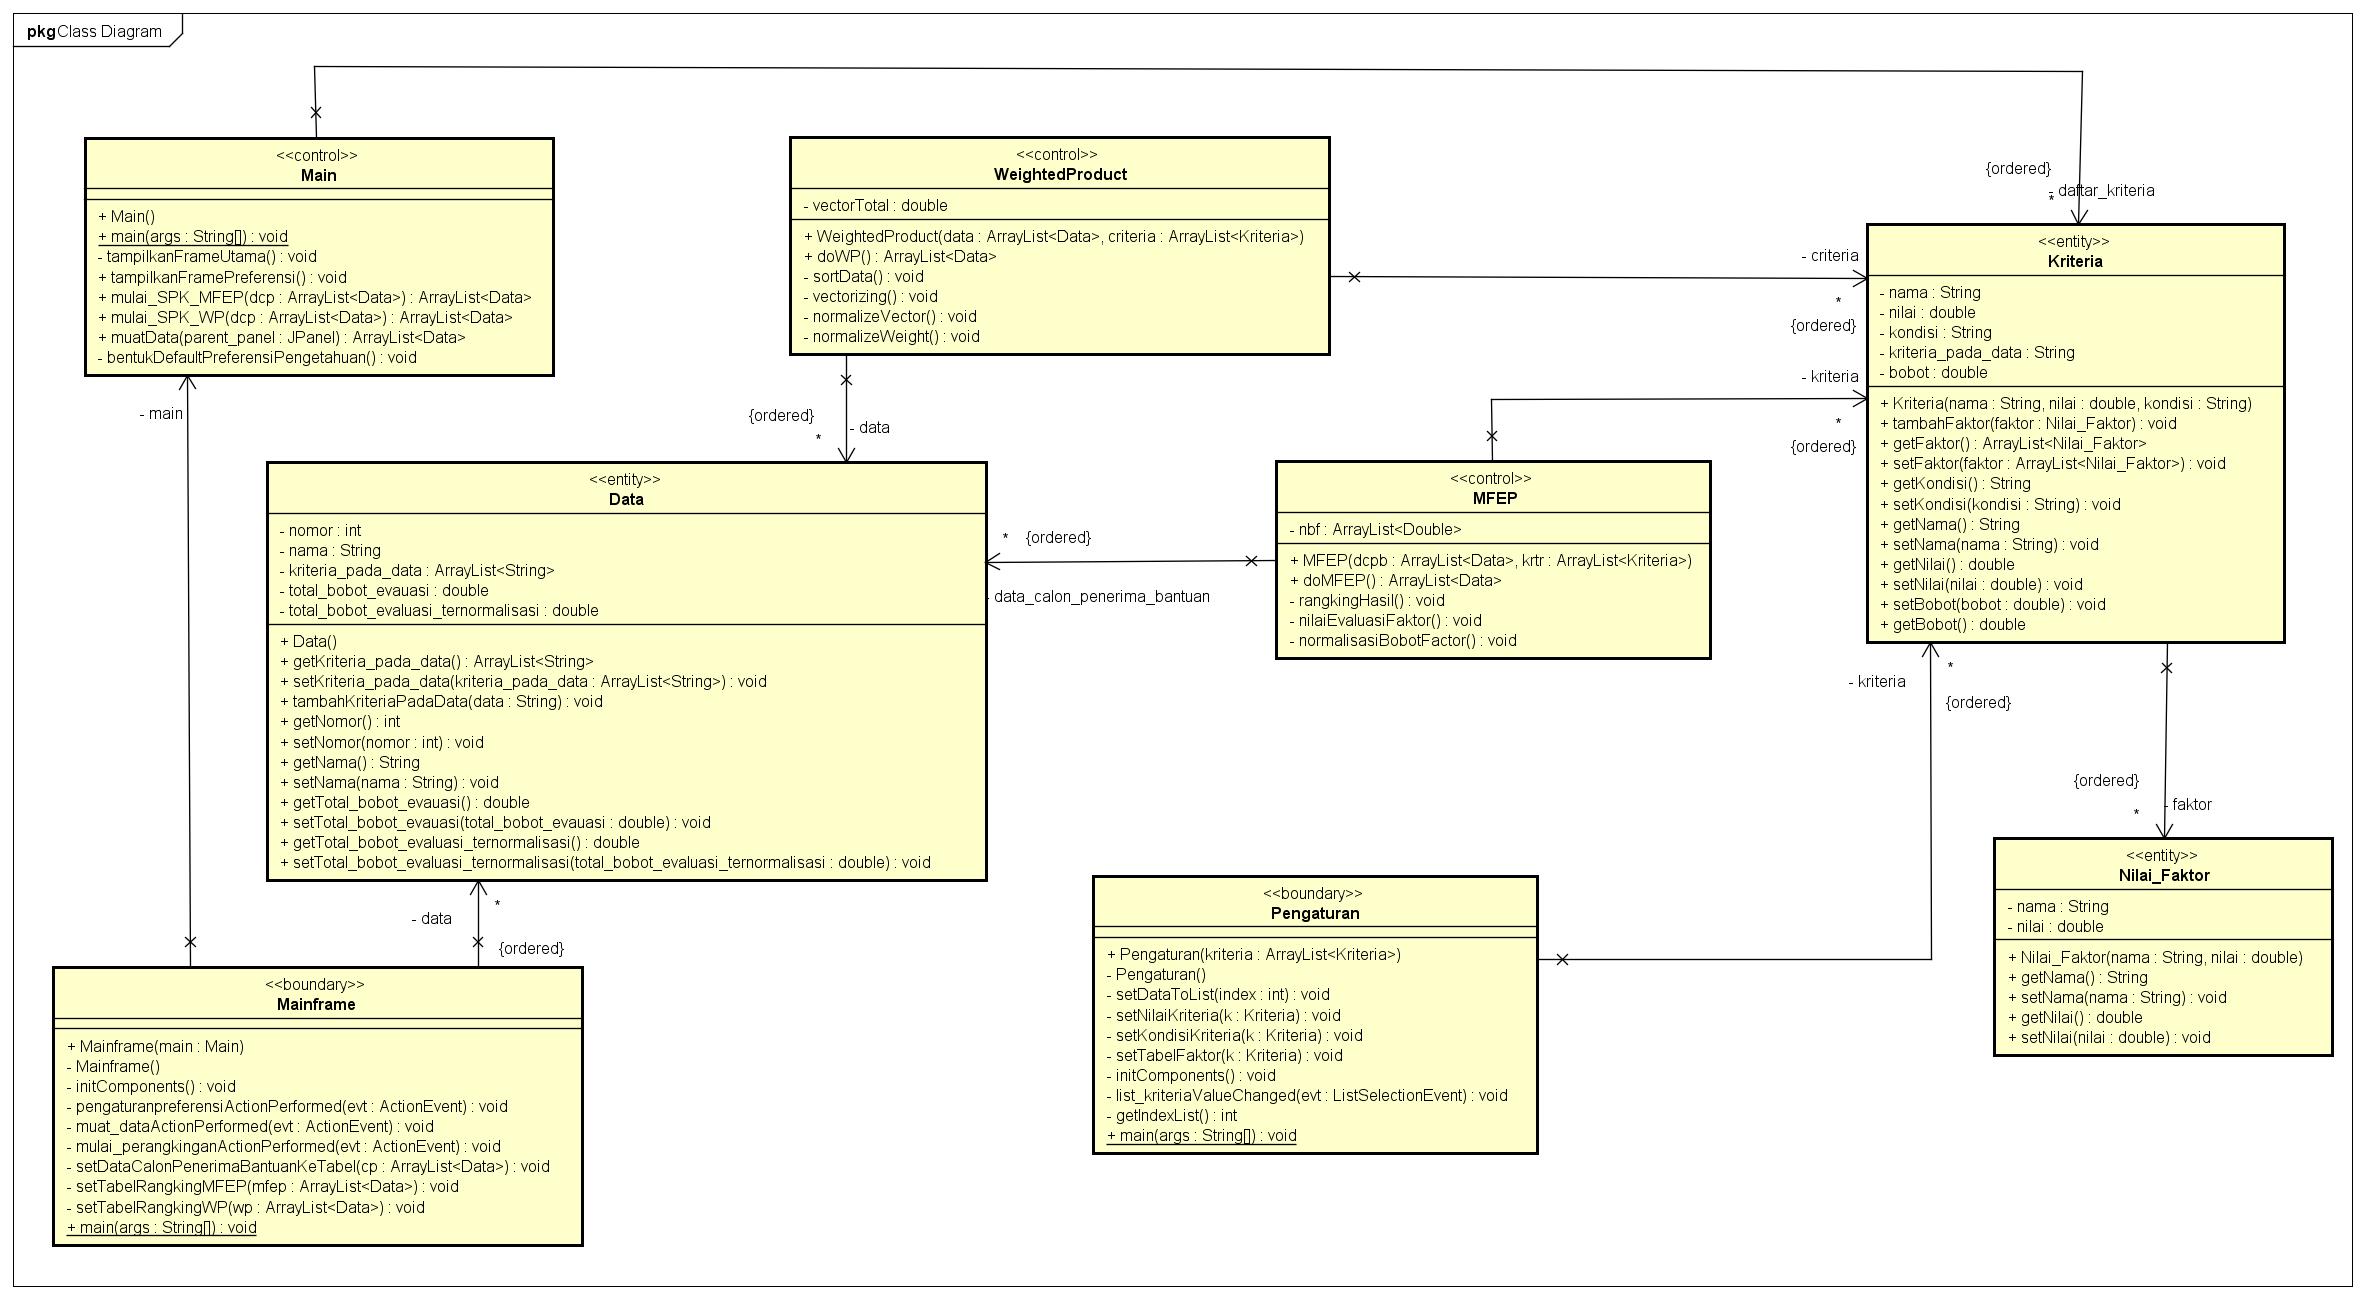 pkg Class Diagram
<<control>>
Main
+ Main()
+ main(args : String[]) : void
- tampilkanFrameUtama() : void
+ tampilkanFramePreferensi() : void
+ mulai_SPK_MFEP(dcp : ArrayList<Data>) : ArrayList<Data>
+ mulai_SPK_WP(dcp : ArrayList<Data>) : ArrayList<Data>
+ muatData(parent_panel : JPanel) : ArrayList<Data>
- bentukDefaultPreferensiPengetahuan() : void
- main
<<control>>
WeightedProduct
- vectorTotal : double
+ WeightedProduct(data : ArrayList<Data>, criteria : ArrayList<Kriteria>)
+ doWP() : ArrayList<Data>
- sortData() : void
- vectorizing() : void
- normalizeVector() : void
- normalizeWeight() : void
{ordered}
*
- data
{ordered}
- daftar_kriteria
*
- criteria
*
{ordered}
- kriteria
*
{ordered}
<<entity>>
Kriteria
- nama : String
- nilai : double
- kondisi : String
- kriteria_pada_data : String
- bobot : double
+ Kriteria(nama : String, nilai : double, kondisi : String)
+ tambahFaktor(faktor : Nilai_Faktor) : void
+ getFaktor() : ArrayList<Nilai_Faktor>
+ setFaktor(faktor : ArrayList<Nilai_Faktor>) : void
+ getKondisi() : String
+ setKondisi(kondisi : String) : void
+ getNama() : String
+ setNama(nama : String) : void
+ getNilai() : double
+ setNilai(nilai : double) : void
+ setBobot(bobot : double) : void
+ getBobot() : double
<<entity>>
Data
- nomor : int
- nama : String
- kriteria_pada_data : ArrayList<String>
- total_bobot_evauasi : double
- total_bobot_evaluasi_ternormalisasi : double
+ Data()
+ getKriteria_pada_data() : ArrayList<String>
+ setKriteria_pada_data(kriteria_pada_data : ArrayList<String>) : void
+ tambahKriteriaPadaData(data : String) : void
+ getNomor() : int
+ setNomor(nomor : int) : void
+ getNama() : String
+ setNama(nama : String) : void
+ getTotal_bobot_evauasi() : double
+ setTotal_bobot_evauasi(total_bobot_evauasi : double) : void
+ getTotal_bobot_evaluasi_ternormalisasi() : double
+ setTotal_bobot_evaluasi_ternormalisasi(total_bobot_evaluasi_ternormalisasi : double) : void
* {ordered}
- data_calon_penerima_bantuan
<<control>>
MFEP
- nbf : ArrayList<Double>
+ MFEP(dcpb : ArrayList<Data>, krtr : ArrayList<Kriteria>)
+ doMFEP() : ArrayList<Data>
- rangkingHasil() : void
- nilaiEvaluasiFaktor() : void
- normalisasiBobotFactor() : void
*
- kriteria
{ordered}
{ordered}
- faktor
*
*
- data
{ordered}
<<boundary>>
Mainframe
+ Mainframe(main : Main)
- Mainframe()
- initComponents() : void
- pengaturanpreferensiActionPerformed(evt : ActionEvent) : void
- muat_dataActionPerformed(evt : ActionEvent) : void
- mulai_perangkinganActionPerformed(evt : ActionEvent) : void
- setDataCalonPenerimaBantuanKeTabel(cp : ArrayList<Data>) : void
- setTabelRangkingMFEP(mfep : ArrayList<Data>) : void
- setTabelRangkingWP(wp : ArrayList<Data>) : void
+ main(args : String[]) : void
<<boundary>>
Pengaturan
+ Pengaturan(kriteria : ArrayList<Kriteria>)
- Pengaturan()
- setDataToList(index : int) : void
- setNilaiKriteria(k : Kriteria) : void
- setKondisiKriteria(k : Kriteria) : void
- setTabelFaktor(k : Kriteria) : void
- initComponents() : void
- list_kriteriaValueChanged(evt : ListSelectionEvent) : void
- getIndexList() : int
+ main(args : String[]) : void
<<entity>>
Nilai_Faktor
- nama : String
- nilai : double
+ Nilai_Faktor(nama : String, nilai : double)
+ getNama() : String
+ setNama(nama : String) : void
+ getNilai() : double
+ setNilai(nilai : double) : void